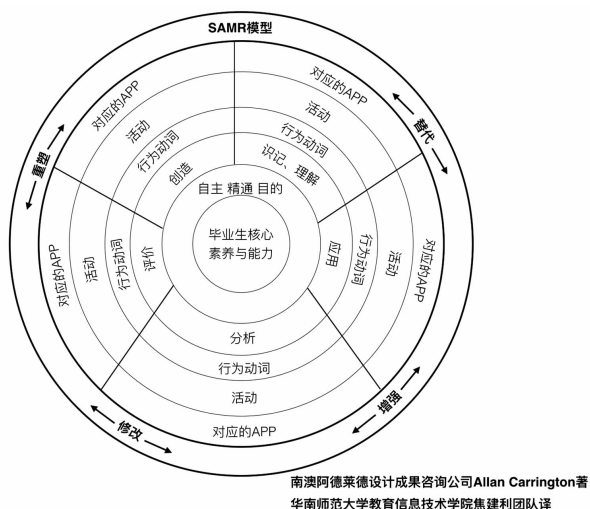 SAMR模型
对应的APP
活动
行为动词
创造
对应的APP
活动
行为动词
识记、理解
替代
重塑
自主 精通 目的
毕业生核心
素养与能力
对应的APP
活动
行为动词
评价
应用
行为动词
活动
对应的APP
分析
行为动词
活动
对应的APP
修改
增强
南澳阿德莱德设计成果咨询公司Allan Carrington著
华南师范大学教育信息技术学院焦建利团队译